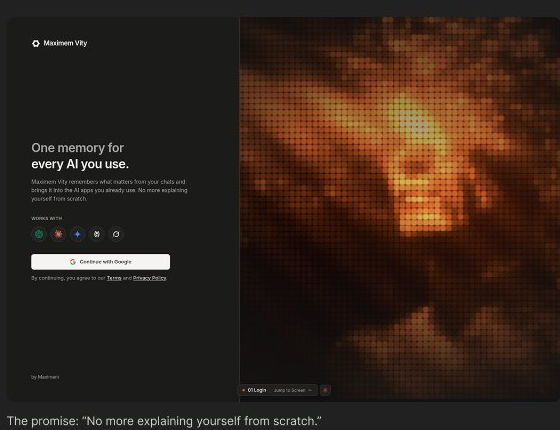 Maximem Vity
One memory for
every AI you use.
Maximem Vity remembers what matters from your chats and
brings it into the AI apps you already use. No more explaining
yourself from scratch.
WORKS WITH
Continue with Google
By continuing, you agree to our Terms and Privacy Policy.
by Maximem
01 Login Jump to Screen
The promise: “No more explaining yourself from scratch.”